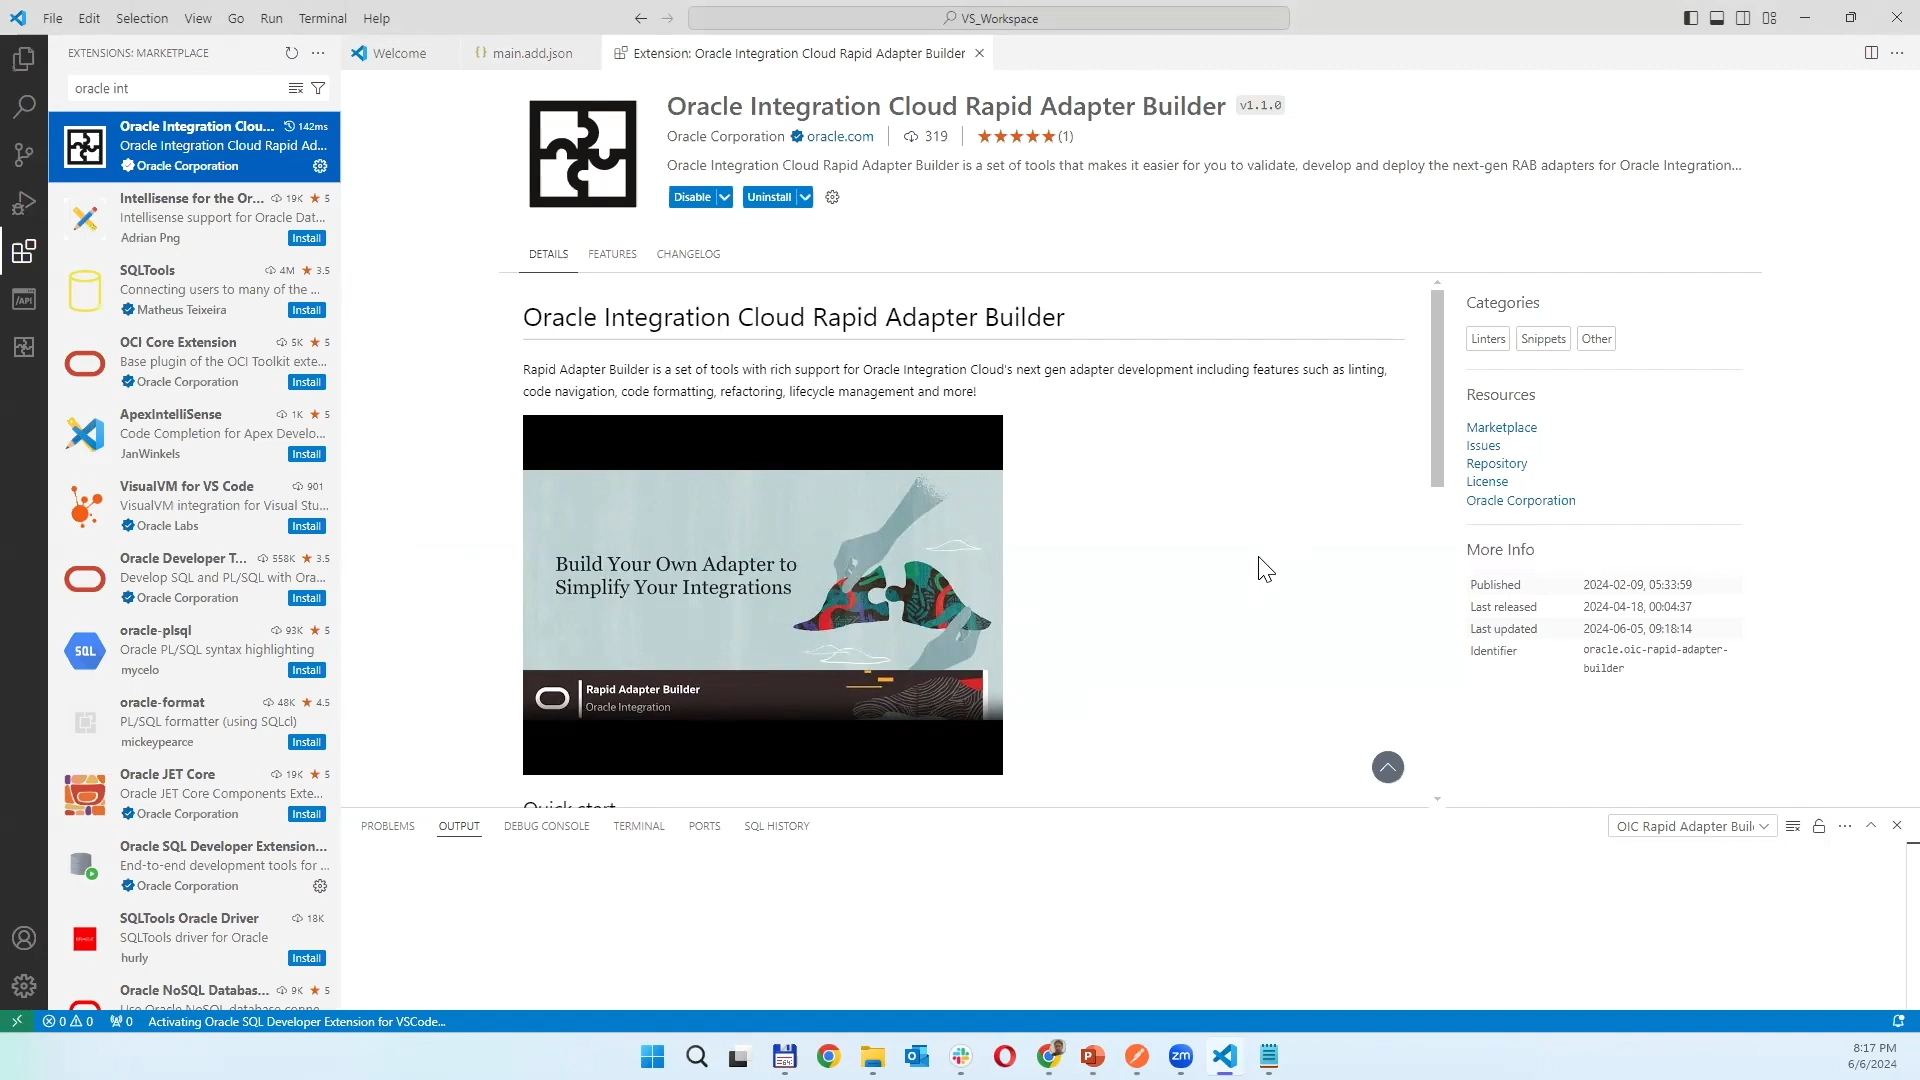 File Edit Selection View Go Run Terminal Help
VS_Workspace
EXTENSIONS: MARKETPLACE
oracle int
Oracle Integration Clou... 142ms
Oracle Integration Cloud Rapid Ad...
Oracle Corporation
Intellisense for the Or... 19K 5
Intellisense support for Oracle Dat...
Adrian Png Install
SQLTools 4M 3.5
Connecting users to many of the ...
Matheus Teixeira Install
OCI Core Extension 5K 5
Base plugin of the OCI Toolkit exte...
Oracle Corporation Install
ApexIntelliSense 1K 5
Code Completion for Apex Develo...
JanWinkels Install
VisualVM for VS Code 901
VisualVM integration for Visual Stu...
Oracle Labs Install
Oracle Developer T... 558K 3.5
Develop SQL and PL/SQL with Ora...
Oracle Corporation Install
SQL
oracle-plsql 93K 5
Oracle PL/SQL syntax highlighting
mycelo Install
oracle-format 48K 4.5
PL/SQL formatter (using SQLcl)
mickeypearce Install
Oracle JET Core 19K 5
Oracle JET Core Components Exte...
Oracle Corporation Install
Oracle SQL Developer Extension...
End-to-end development tools for ...
Oracle Corporation
SQLTools Oracle Driver 18K
SQLTools driver for Oracle
hurly Install
Oracle NoSQL Databas... 9K 5
Welcome
main.add.json
Extension: Oracle Integration Cloud Rapid Adapter Builder
Oracle Integration Cloud Rapid Adapter Builder v1.1.0
Oracle Corporation oracle.com 319 (1)
Oracle Integration Cloud Rapid Adapter Builder is a set of tools that makes it easier for you to validate, develop and deploy the next-gen RAB adapters for Oracle Integration...
Disable Uninstall
DETAILS FEATURES CHANGELOG
Oracle Integration Cloud Rapid Adapter Builder
Rapid Adapter Builder is a set of tools with rich support for Oracle Integration Cloud's next gen adapter development including features such as linting,
code navigation, code formatting, refactoring, lifecycle management and more!
Build Your Own Adapter to
Simplify Your Integrations
Rapid Adapter Builder
Oracle Integration
Quick start
Categories
Linters Snippets Other
Resources
Marketplace
Issues
Repository
License
Oracle Corporation
More Info
Published 2024-02-09, 05:33:59
Last released 2024-04-18, 00:04:37
Last updated 2024-06-05, 09:18:14
Identifier oracle.oic-rapid-adapter-
builder
PROBLEMS OUTPUT DEBUG CONSOLE TERMINAL PORTS SQL HISTORY
OIC Rapid Adapter Buil
0 0 0 Activating Oracle SQL Developer Extension for VSCode...
8:17 PM
6/6/2024